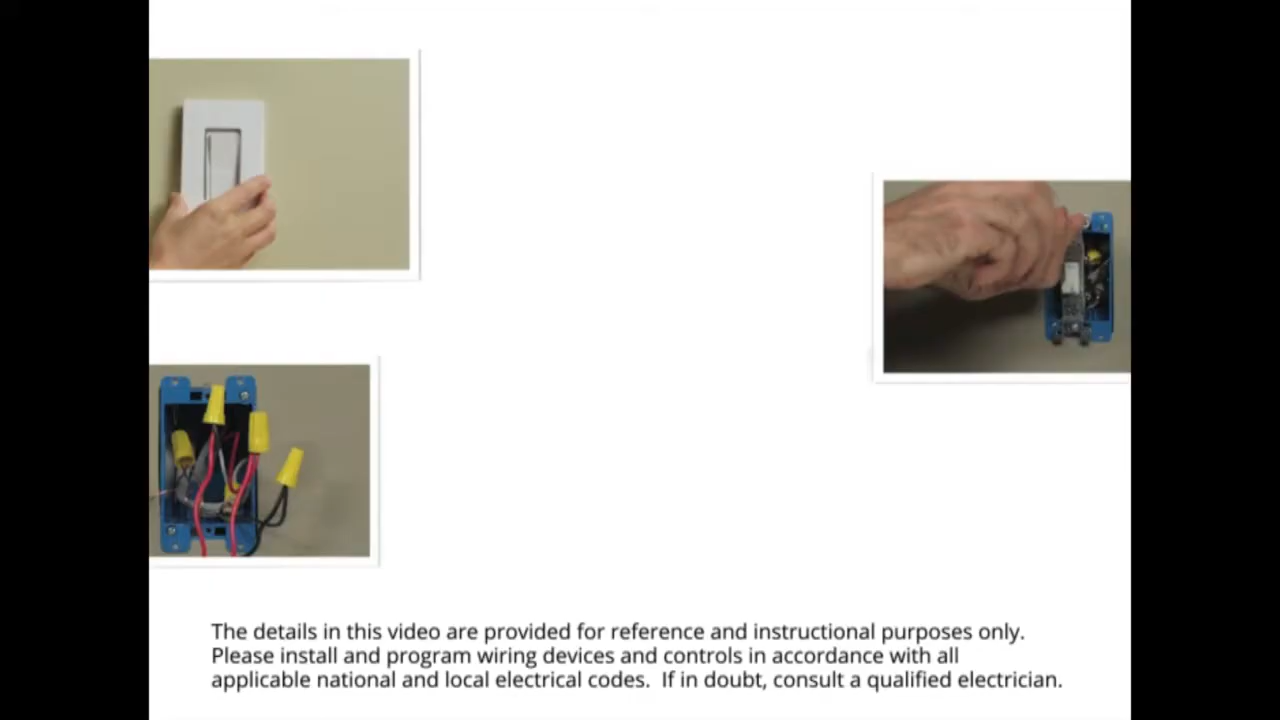 The details in this video are provided for reference and instructional purposes only.
Please install and program wiring devices and controls in accordance with all
applicable national and local electrical codes.  If in doubt, consult a qualified electrician.